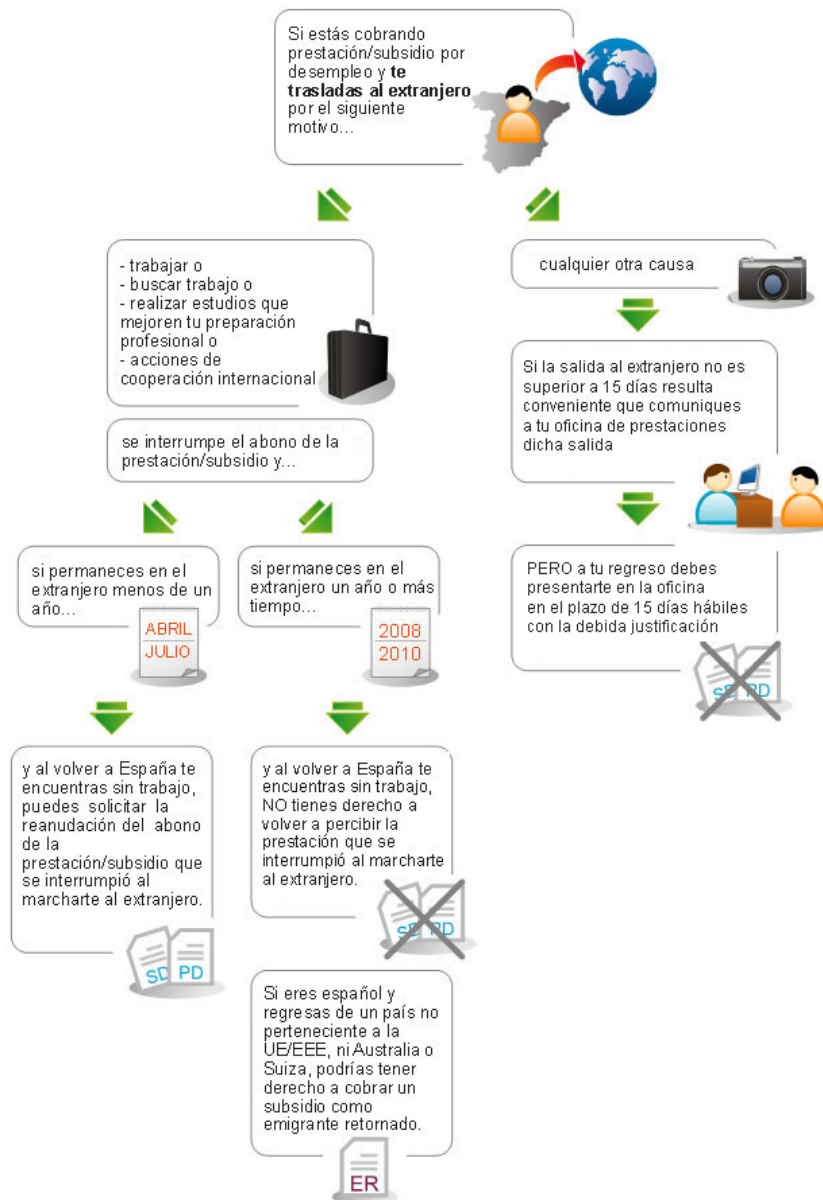 Si estás cobrando
prestación/subsidio por
desempleo y te
trasladas al extranjero
por el siguiente
motivo...
- trabajar o
- buscar trabajo o
- realizar estudios que
mejoren tu preparación
profesional o
- acciones de
cooperación internacional
se interrumpe el abono de la
prestación/subsidio y...
si permaneces en el
extranjero menos de un
año...
ABRIL
JULIO
y al volver a España te
encuentras sin trabajo,
puedes solicitar la
reanudación del abono
de la
prestación/subsidio que
se interrumpió al
marcharte al extranjero.
SD PD
si permaneces en el
extranjero un año o más
tiempo...
2008
2010
y al volver a España te
encuentras sin trabajo,
NO tienes derecho a
volver a percibir la
prestación que se
interrumpió al marcharte
al extranjero.
SD PD
Si eres español y
regresas de un país no
perteneciente a la
UE/EEE, ni Australia o
Suiza, podrías tener
derecho a cobrar un
subsidio como
emigrante retornado.
ER
cualquier otra causa
Si la salida al extranjero no es
superior a 15 días resulta
conveniente que comuniques
a tu oficina de prestaciones
dicha salida
PERO a tu regreso debes
presentarte en la oficina
en el plazo de 15 días hábiles
con la debida justificación
SD PD